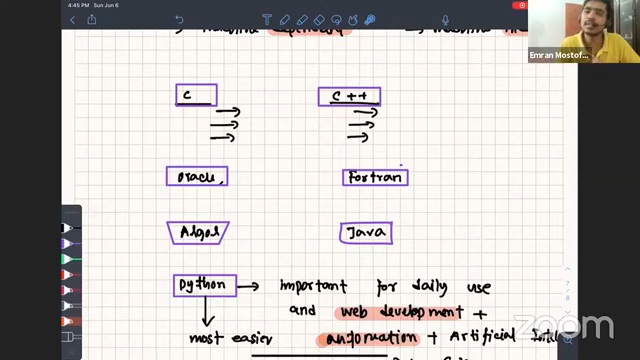 4:45 PM Sun Jun 6
dependency
Emran Mostof...
C
C++
Oracle,
Fortran
Algol
Java
Python → Important for daily use
and web development +
most easier
automation + Artificial
zoom